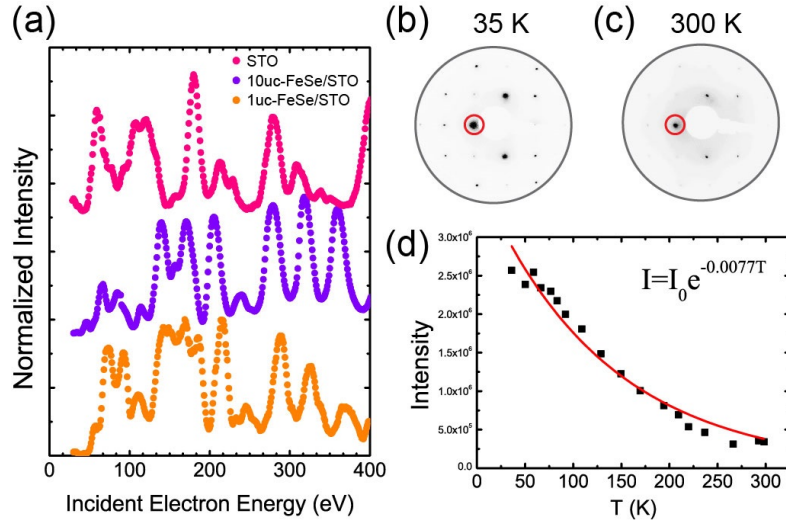 (a)
STO
10uc-FeSe/STO
1uc-FeSe/STO
Normalized Intensity
0 100 200 300 400
Incident Electron Energy (eV)
(b) 35 K
(c) 300 K
(d)
I=I₀e^-0.0077T
Intensity
3.0x10⁶
2.5x10⁶
2.0x10⁶
1.5x10⁶
1.0x10⁶
5.0x10⁵
0.0
0 50 100 150 200 250 300
T (K)